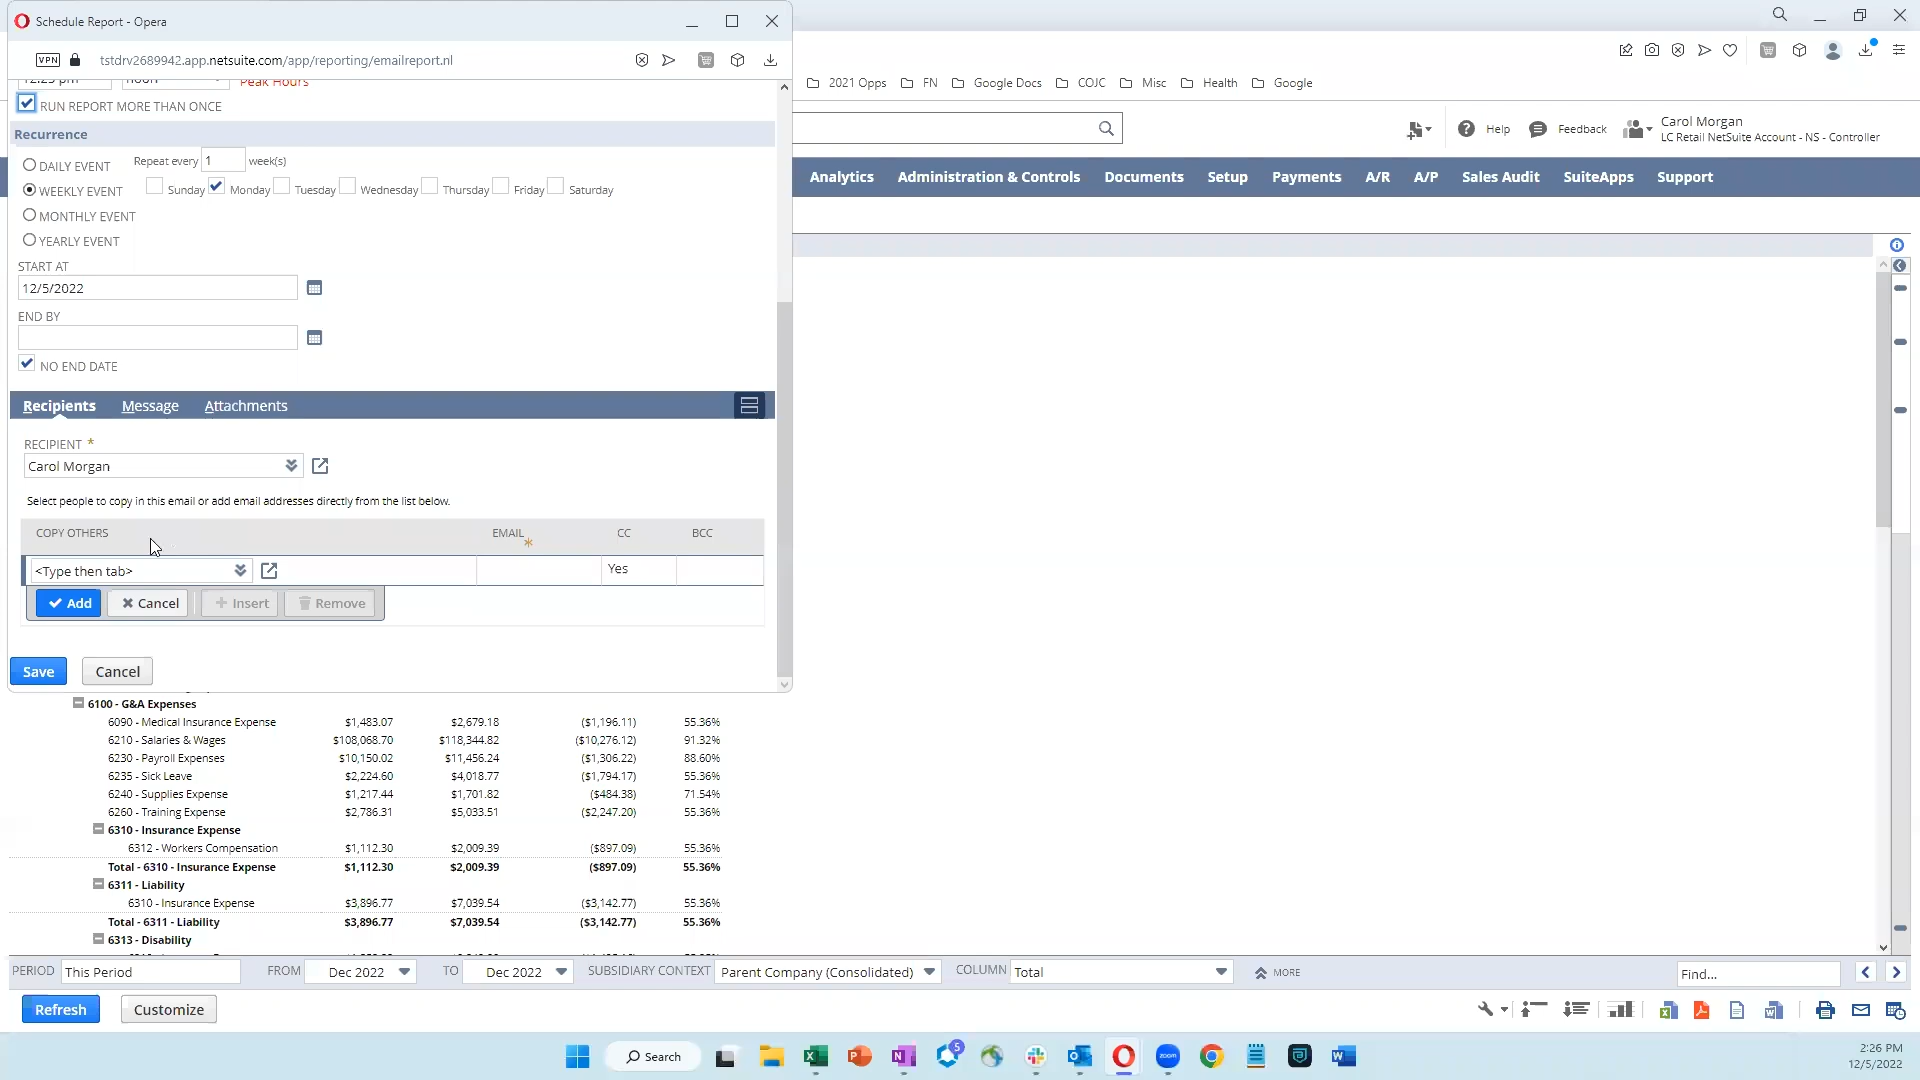 Schedule Report - Opera
VPN
tstdrv2689942.app.netsuite.com/app/reporting/emailreport.nl
12:25 pm
hour
Peak Hours
RUN REPORT MORE THAN ONCE
Recurrence
DAILY EVENT
Repeat every 1 week(s)
WEEKLY EVENT
Sunday Monday Tuesday Wednesday Thursday Friday Saturday
MONTHLY EVENT
YEARLY EVENT
START AT
12/5/2022
END BY
NO END DATE
Recipients Message Attachments
RECIPIENT *
Carol Morgan
Select people to copy in this email or add email addresses directly from the list below.
COPY OTHERS EMAIL * CC BCC
<Type then tab> Yes
Add Cancel Insert Remove
Save Cancel
2021 Opps FN Google Docs COJC Misc Health Google
Help Feedback
Carol Morgan
LC Retail NetSuite Account - NS - Controller
Analytics Administration & Controls Documents Setup Payments A/R A/P Sales Audit SuiteApps Support
6100 - G&A Expenses
6090 - Medical Insurance Expense $1,483.07 $2,679.18 ($1,196.11) 55.36%
6210 - Salaries & Wages $108,068.70 $118,344.82 ($10,276.12) 91.32%
6230 - Payroll Expenses $10,150.02 $11,456.24 ($1,306.22) 88.60%
6235 - Sick Leave $2,224.60 $4,018.77 ($1,794.17) 55.36%
6240 - Supplies Expense $1,217.44 $1,701.82 ($484.38) 71.54%
6260 - Training Expense $2,786.31 $5,033.51 ($2,247.20) 55.36%
6310 - Insurance Expense
6312 - Workers Compensation $1,112.30 $2,009.39 ($897.09) 55.36%
Total - 6310 - Insurance Expense $1,112.30 $2,009.39 ($897.09) 55.36%
6311 - Liability
6310 - Insurance Expense $3,896.77 $7,039.54 ($3,142.77) 55.36%
Total - 6311 - Liability $3,896.77 $7,039.54 ($3,142.77) 55.36%
6313 - Disability
PERIOD This Period FROM Dec 2022 TO Dec 2022 SUBSIDIARY CONTEXT Parent Company (Consolidated) COLUMN Total MORE Find...
Refresh Customize
Search
5
zoom
2:26 PM
12/5/2022